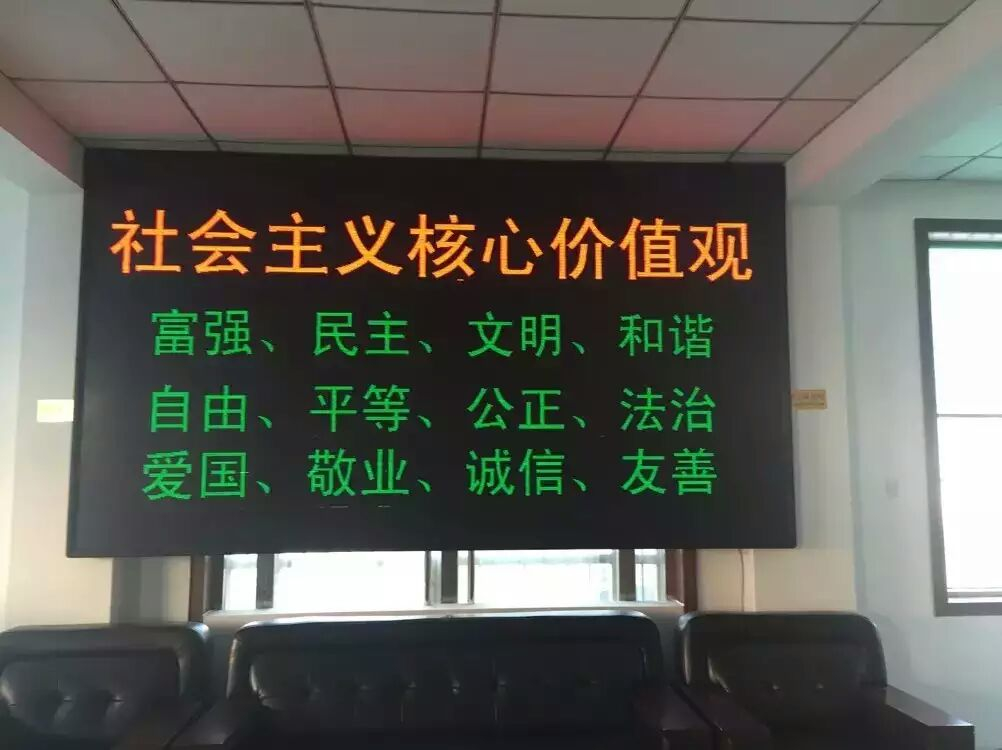 社会主义核心价值观
富强、民主、文明、和谐
自由、平等、公正、法治
爱国、敬业、诚信、友善